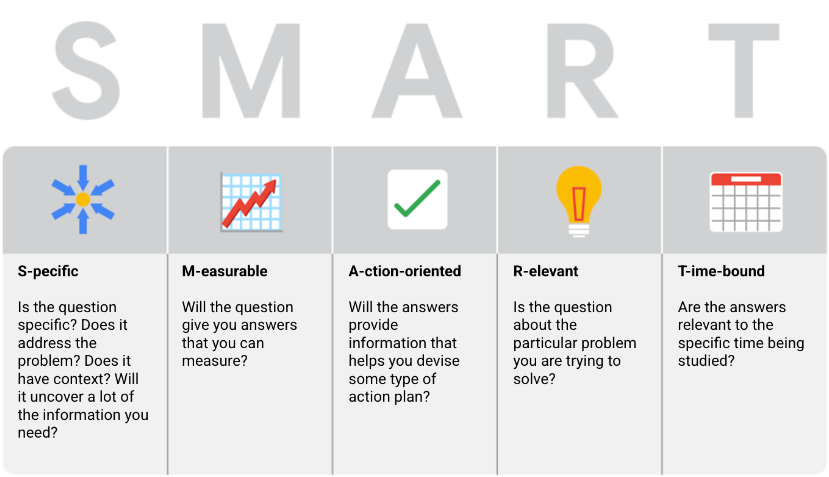 S M A R T
S-pecific
Is the question
specific? Does it
address the
problem? Does it
have context? Will
it uncover a lot of
the information you
need?
M-easurable
Will the question
give you answers
that you can
measure?
A-ction-oriented
Will the answers
provide
information that
helps you devise
some type of
action plan?
R-elevant
Is the question
about the
particular problem
you are trying to
solve?
T-ime-bound
Are the answers
relevant to the
specific time being
studied?